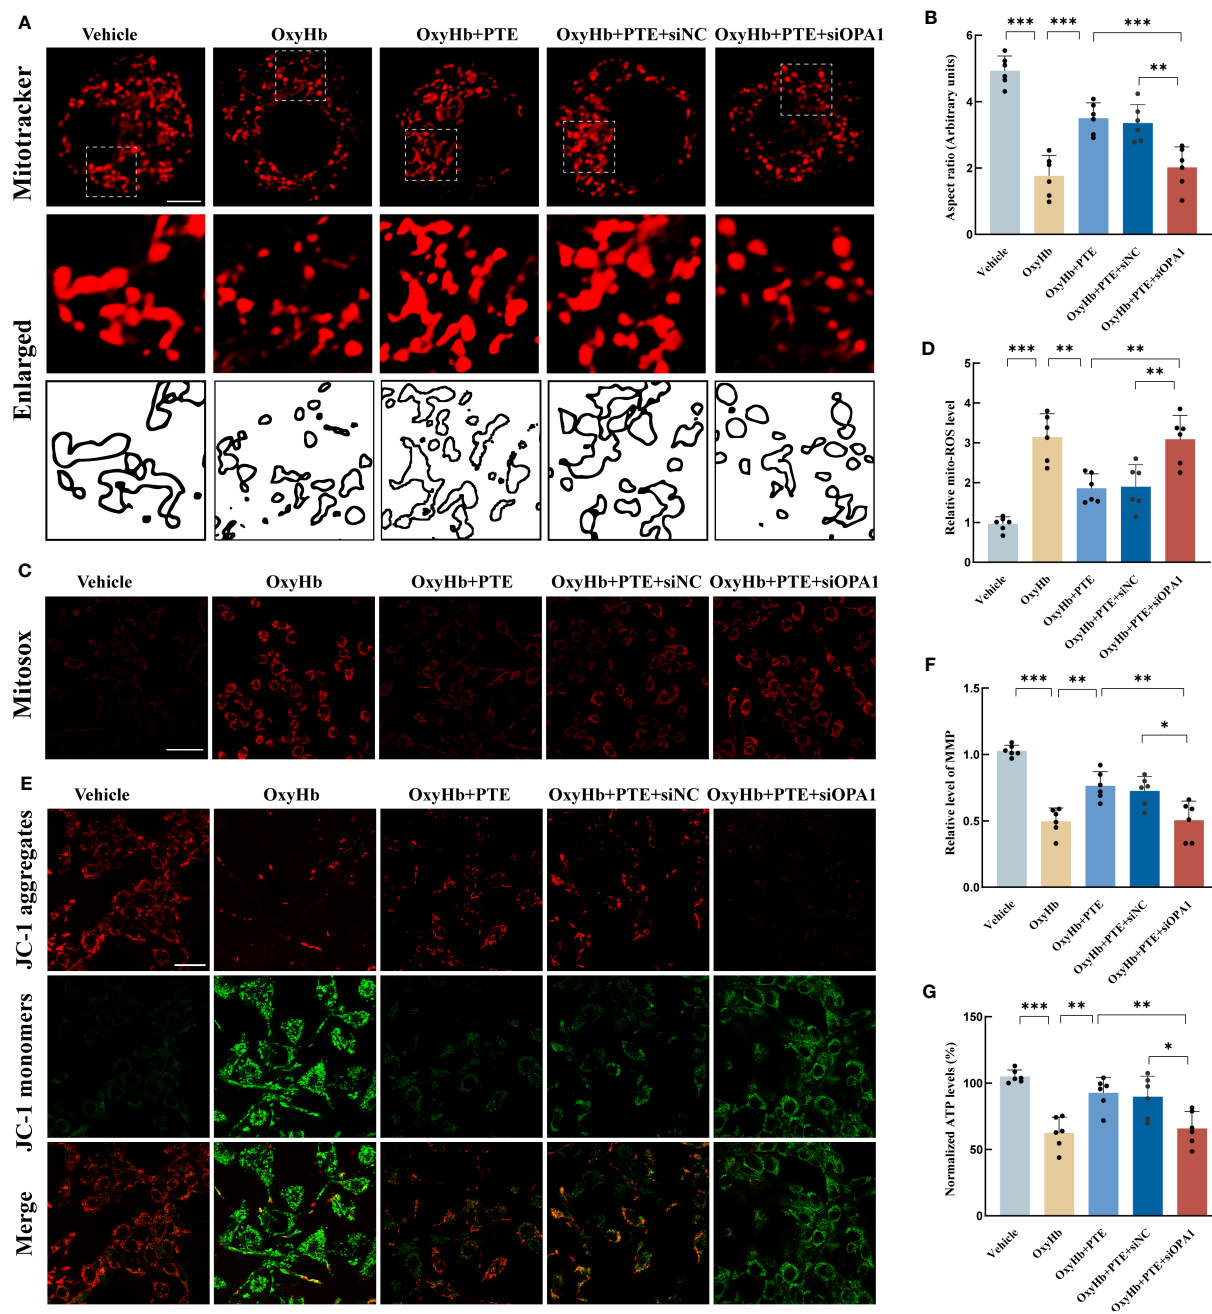 A
Vehicle OxyHb OxyHb+PTE OxyHb+PTE+siNC OxyHb+PTE+siOPA1
Mitotracker
Enlarged
B
*** *** *** **
Aspect ratio (Arbitrary units)
6
4
2
0
Vehicle
OxyHb
OxyHb+PTE
OxyHb+PTE+siNC
OxyHb+PTE+siOPA1
C
Vehicle OxyHb OxyHb+PTE OxyHb+PTE+siNC OxyHb+PTE+siOPA1
Mitosox
D
*** ** ** **
Relative mito-ROS level
5
4
3
2
1
0
Vehicle
OxyHb
OxyHb+PTE
OxyHb+PTE+siNC
OxyHb+PTE+siOPA1
E
Vehicle OxyHb OxyHb+PTE OxyHb+PTE+siNC OxyHb+PTE+siOPA1
JC-1 aggregates
JC-1 monomers
Merge
F
*** ** ** *
Relative level of MMP
1.5
1.0
0.5
0.0
Vehicle
OxyHb
OxyHb+PTE
OxyHb+PTE+siNC
OxyHb+PTE+siOPA1
G
*** ** ** *
Normalized ATP levels (%)
150
100
50
0
Vehicle
OxyHb
OxyHb+PTE
OxyHb+PTE+siNC
OxyHb+PTE+siOPA1